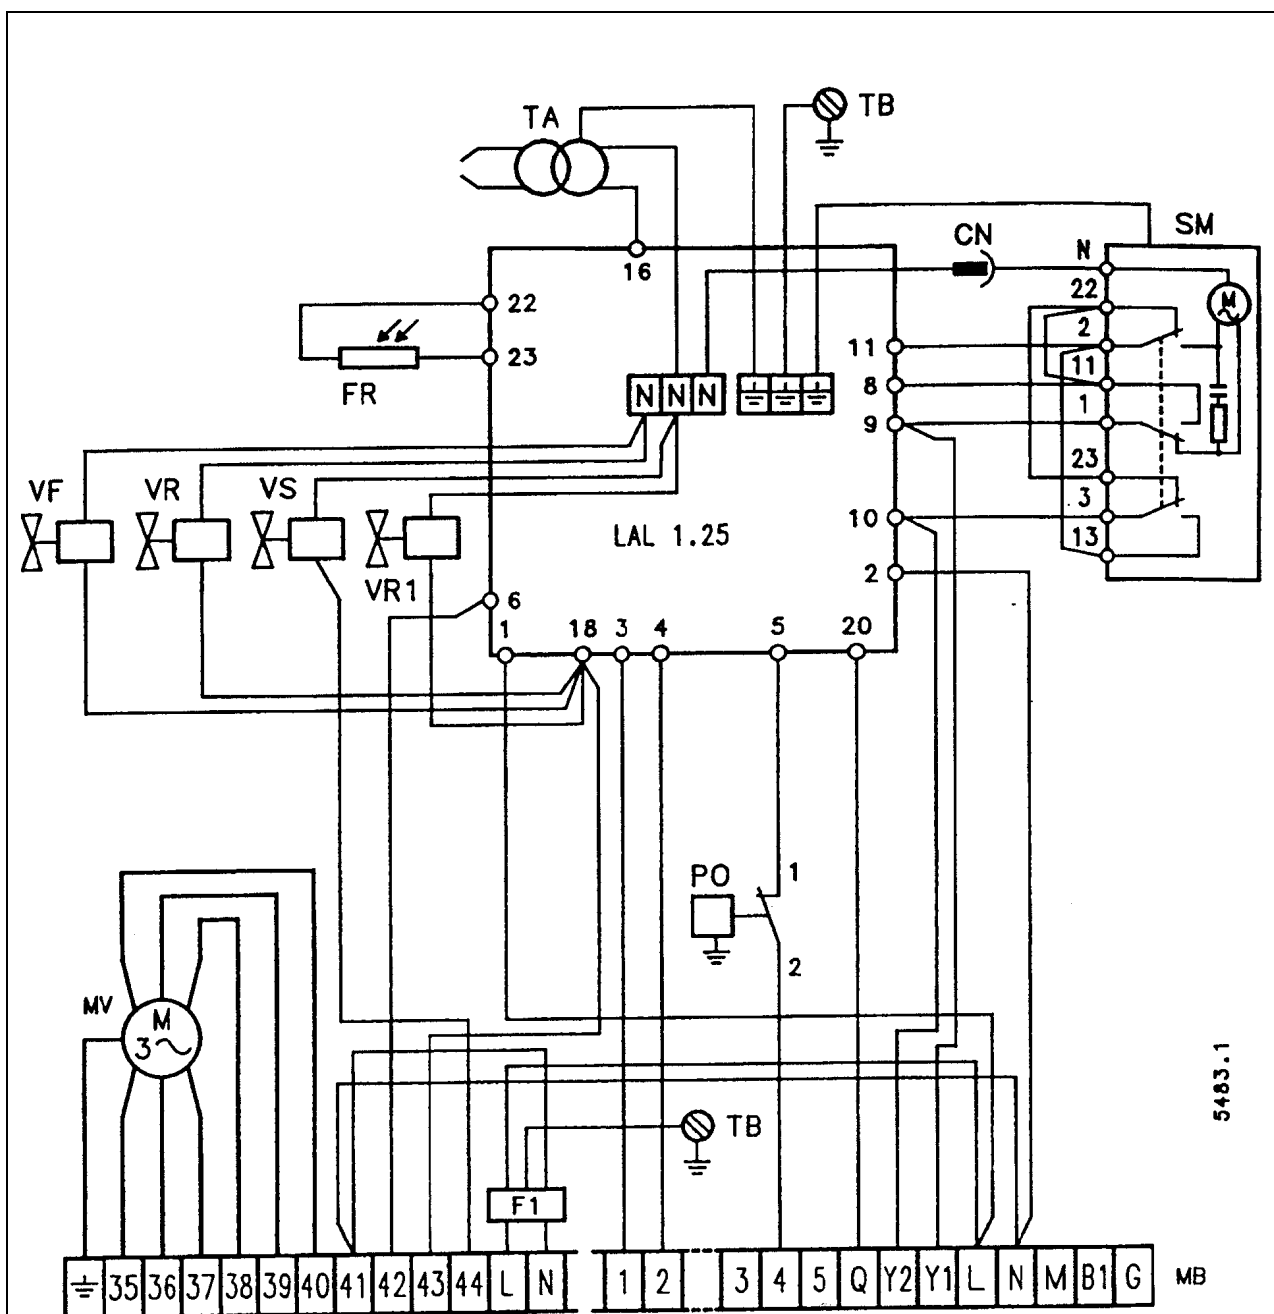 TA
TB
SM
CN
N
16
22
22
M
23
2
11
11
FR
N N N
8
1
9
23
VF
VR
VS
3
10
LAL 1.25
13
VR1
2
6
1
18
3
4
5
20
PO
1
2
MV
M
3
5483.1
TB
F1
35 36 37 38 39 40 41 42 43 44 L N 1 2 3 4 5 Q Y2 Y1 L N M B1 G
MB